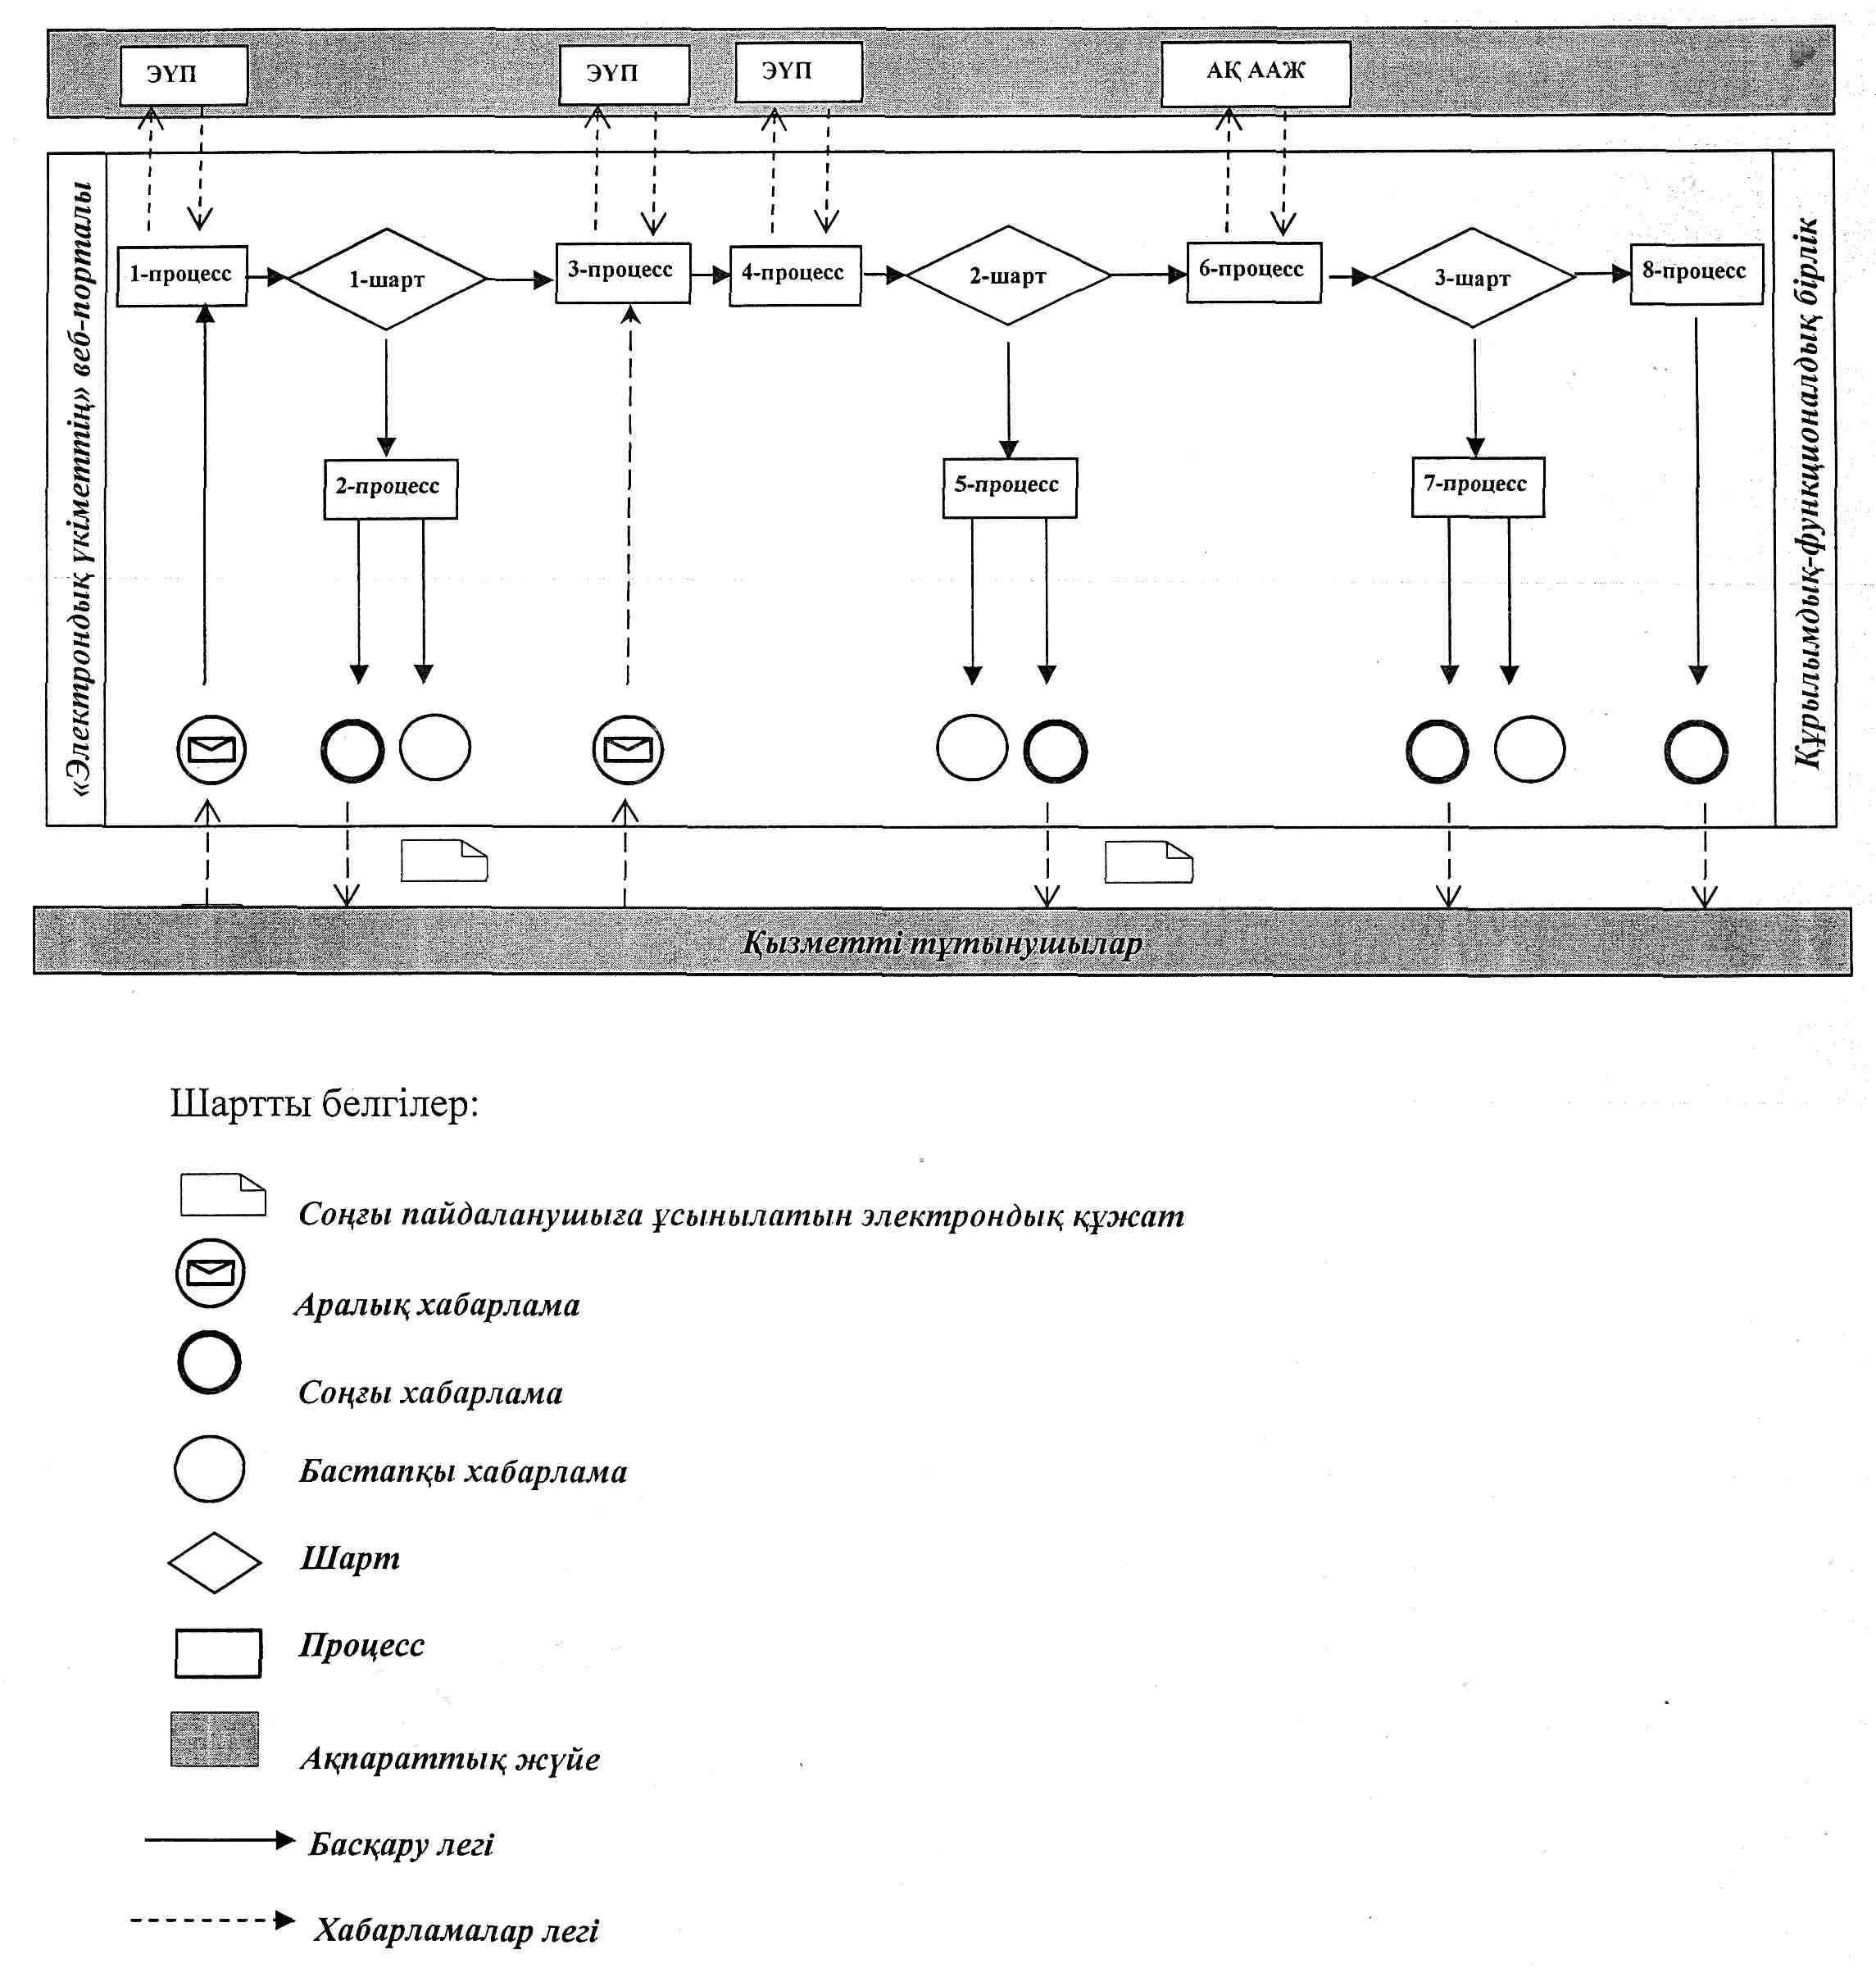 ЭҮП
ЭҮП
ЭҮП
АҚ ААЖ
«Электрондық үкіметтің» веб-порталы
1-процесс
1-шарт
3-процесс
4-процесс
2-шарт
6-процесс
3-шарт
8-процесс
Құрылымдық-функционалдық бірлік
2-процесс
5-процесс
7-процесс
Қызметті тұтынушылар
Шартты белгілер:
Соңғы пайдаланушыға ұсынылатын электрондық құжат
Аралық хабарлама
Соңғы хабарлама
Бастапқы хабарлама
Шарт
Процесс
Ақпараттық жүйе
Басқару легі
Хабарламалар легі